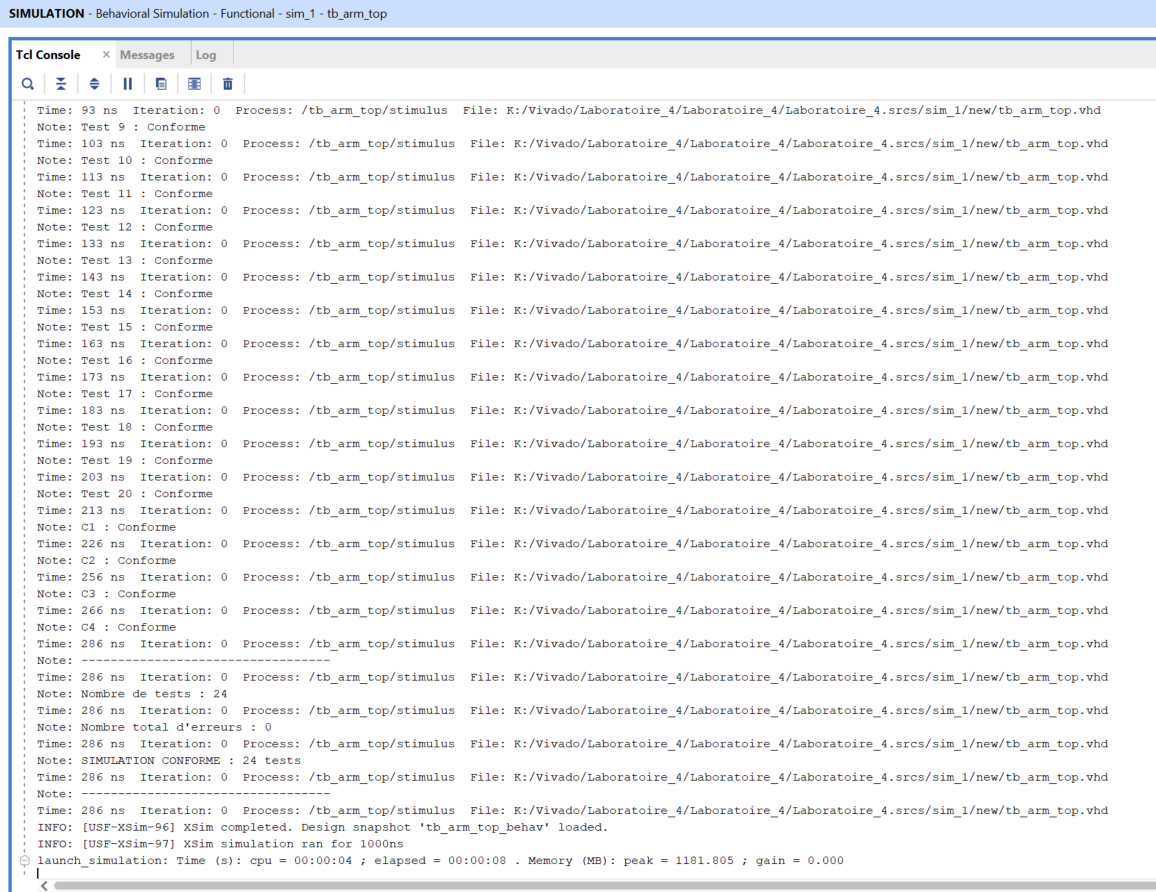 SIMULATION - Behavioral Simulation - Functional - sim_1 - tb_arm_top
Tcl Console × Messages Log
Time: 93 ns Iteration: 0 Process: /tb_arm_top/stimulus File: K:/Vivado/Laboratoire_4/Laboratoire_4/Laboratoire_4.srcs/sim_1/new/tb_arm_top.vhd
Note: Test 9 : Conforme
Time: 103 ns Iteration: 0 Process: /tb_arm_top/stimulus File: K:/Vivado/Laboratoire_4/Laboratoire_4/Laboratoire_4.srcs/sim_1/new/tb_arm_top.vhd
Note: Test 10 : Conforme
Time: 113 ns Iteration: 0 Process: /tb_arm_top/stimulus File: K:/Vivado/Laboratoire_4/Laboratoire_4/Laboratoire_4.srcs/sim_1/new/tb_arm_top.vhd
Note: Test 11 : Conforme
Time: 123 ns Iteration: 0 Process: /tb_arm_top/stimulus File: K:/Vivado/Laboratoire_4/Laboratoire_4/Laboratoire_4.srcs/sim_1/new/tb_arm_top.vhd
Note: Test 12 : Conforme
Time: 133 ns Iteration: 0 Process: /tb_arm_top/stimulus File: K:/Vivado/Laboratoire_4/Laboratoire_4/Laboratoire_4.srcs/sim_1/new/tb_arm_top.vhd
Note: Test 13 : Conforme
Time: 143 ns Iteration: 0 Process: /tb_arm_top/stimulus File: K:/Vivado/Laboratoire_4/Laboratoire_4/Laboratoire_4.srcs/sim_1/new/tb_arm_top.vhd
Note: Test 14 : Conforme
Time: 153 ns Iteration: 0 Process: /tb_arm_top/stimulus File: K:/Vivado/Laboratoire_4/Laboratoire_4/Laboratoire_4.srcs/sim_1/new/tb_arm_top.vhd
Note: Test 15 : Conforme
Time: 163 ns Iteration: 0 Process: /tb_arm_top/stimulus File: K:/Vivado/Laboratoire_4/Laboratoire_4/Laboratoire_4.srcs/sim_1/new/tb_arm_top.vhd
Note: Test 16 : Conforme
Time: 173 ns Iteration: 0 Process: /tb_arm_top/stimulus File: K:/Vivado/Laboratoire_4/Laboratoire_4/Laboratoire_4.srcs/sim_1/new/tb_arm_top.vhd
Note: Test 17 : Conforme
Time: 183 ns Iteration: 0 Process: /tb_arm_top/stimulus File: K:/Vivado/Laboratoire_4/Laboratoire_4/Laboratoire_4.srcs/sim_1/new/tb_arm_top.vhd
Note: Test 18 : Conforme
Time: 193 ns Iteration: 0 Process: /tb_arm_top/stimulus File: K:/Vivado/Laboratoire_4/Laboratoire_4/Laboratoire_4.srcs/sim_1/new/tb_arm_top.vhd
Note: Test 19 : Conforme
Time: 203 ns Iteration: 0 Process: /tb_arm_top/stimulus File: K:/Vivado/Laboratoire_4/Laboratoire_4/Laboratoire_4.srcs/sim_1/new/tb_arm_top.vhd
Note: Test 20 : Conforme
Time: 213 ns Iteration: 0 Process: /tb_arm_top/stimulus File: K:/Vivado/Laboratoire_4/Laboratoire_4/Laboratoire_4.srcs/sim_1/new/tb_arm_top.vhd
Note: C1 : Conforme
Time: 226 ns Iteration: 0 Process: /tb_arm_top/stimulus File: K:/Vivado/Laboratoire_4/Laboratoire_4/Laboratoire_4.srcs/sim_1/new/tb_arm_top.vhd
Note: C2 : Conforme
Time: 256 ns Iteration: 0 Process: /tb_arm_top/stimulus File: K:/Vivado/Laboratoire_4/Laboratoire_4/Laboratoire_4.srcs/sim_1/new/tb_arm_top.vhd
Note: C3 : Conforme
Time: 266 ns Iteration: 0 Process: /tb_arm_top/stimulus File: K:/Vivado/Laboratoire_4/Laboratoire_4/Laboratoire_4.srcs/sim_1/new/tb_arm_top.vhd
Note: C4 : Conforme
Time: 286 ns Iteration: 0 Process: /tb_arm_top/stimulus File: K:/Vivado/Laboratoire_4/Laboratoire_4/Laboratoire_4.srcs/sim_1/new/tb_arm_top.vhd
Note: ----------------------------------
Time: 286 ns Iteration: 0 Process: /tb_arm_top/stimulus File: K:/Vivado/Laboratoire_4/Laboratoire_4/Laboratoire_4.srcs/sim_1/new/tb_arm_top.vhd
Note: Nombre de tests : 24
Time: 286 ns Iteration: 0 Process: /tb_arm_top/stimulus File: K:/Vivado/Laboratoire_4/Laboratoire_4/Laboratoire_4.srcs/sim_1/new/tb_arm_top.vhd
Note: Nombre total d'erreurs : 0
Time: 286 ns Iteration: 0 Process: /tb_arm_top/stimulus File: K:/Vivado/Laboratoire_4/Laboratoire_4/Laboratoire_4.srcs/sim_1/new/tb_arm_top.vhd
Note: SIMULATION CONFORME : 24 tests
Time: 286 ns Iteration: 0 Process: /tb_arm_top/stimulus File: K:/Vivado/Laboratoire_4/Laboratoire_4/Laboratoire_4.srcs/sim_1/new/tb_arm_top.vhd
Note: ----------------------------------
Time: 286 ns Iteration: 0 Process: /tb_arm_top/stimulus File: K:/Vivado/Laboratoire_4/Laboratoire_4/Laboratoire_4.srcs/sim_1/new/tb_arm_top.vhd
INFO: [USF-XSim-96] XSim completed. Design snapshot 'tb_arm_top_behav' loaded.
INFO: [USF-XSim-97] XSim simulation ran for 1000ns
launch_simulation: Time (s): cpu = 00:00:04 ; elapsed = 00:00:08 . Memory (MB): peak = 1181.805 ; gain = 0.000